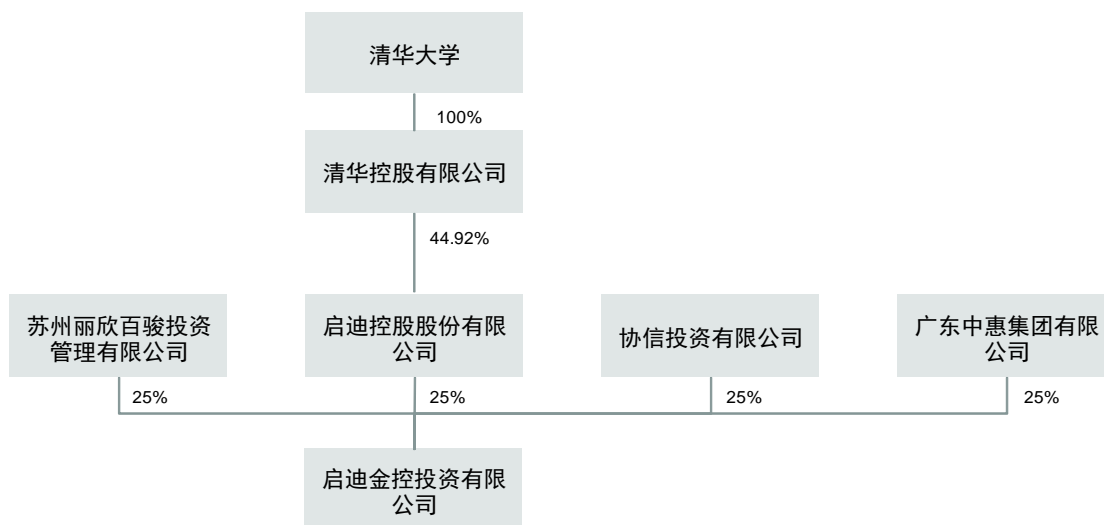 清华大学
100%
清华控股有限公司
44.92%
苏州丽欣百骏投资
管理有限公司
启迪控股股份有限
公司
协信投资有限公司
广东中惠集团有限
公司
25%
25%
25%
25%
启迪金控投资有限
公司